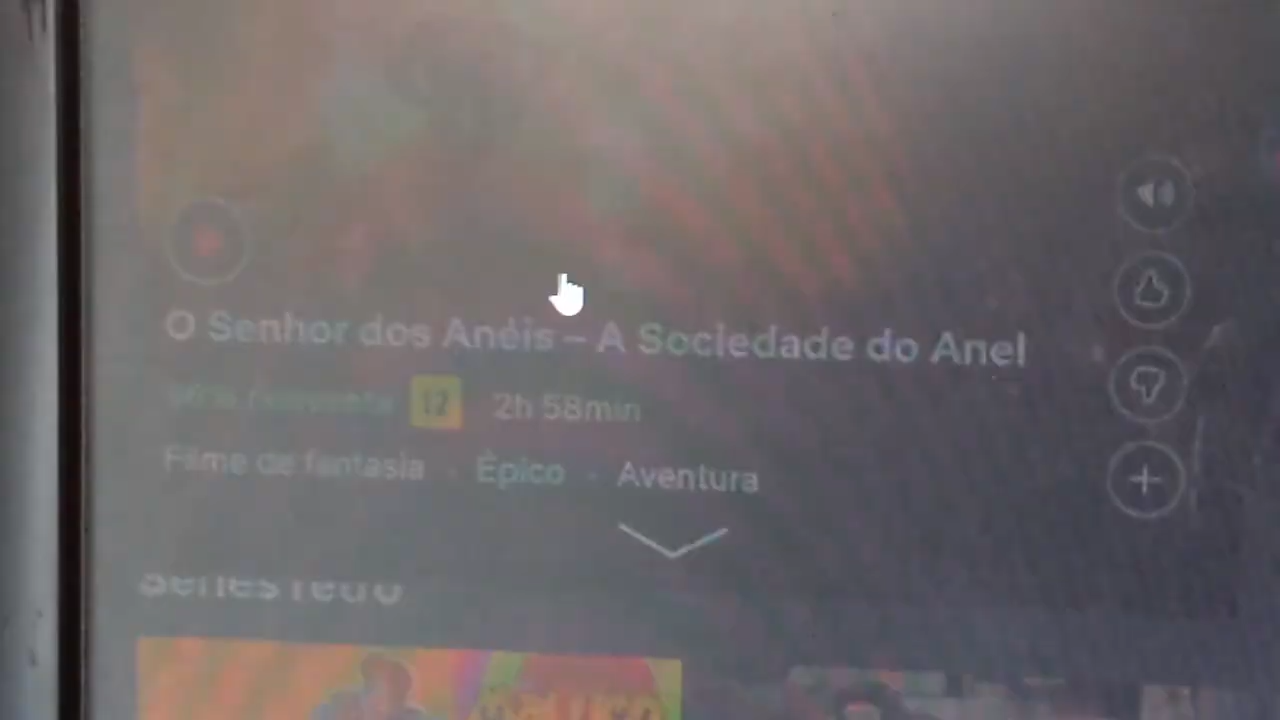 O Senhor dos Anéis – A Sociedade do Anel
12 2h 58min
Filme de fantasia · Épico · Aventura